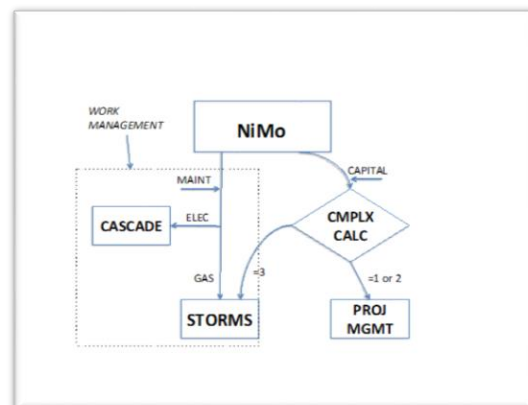 WORK
MANAGEMENT
NiMo
MAINT
CAPITAL
CASCADE
ELEC
CMPLX
CALC
GAS
=3
=1 or 2
STORMS
PROJ
MGMT